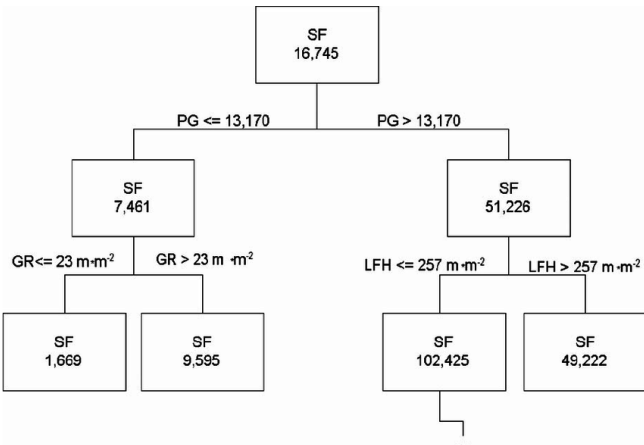 SF
16,745
PG <= 13,170
PG > 13,170
SF
7,461
SF
51,226
GR<= 23 m·m⁻²
GR > 23 m ·m⁻²
LFH <= 257 m·m⁻²
LFH > 257 m·m⁻²
SF
1,669
SF
9,595
SF
102,425
SF
49,222